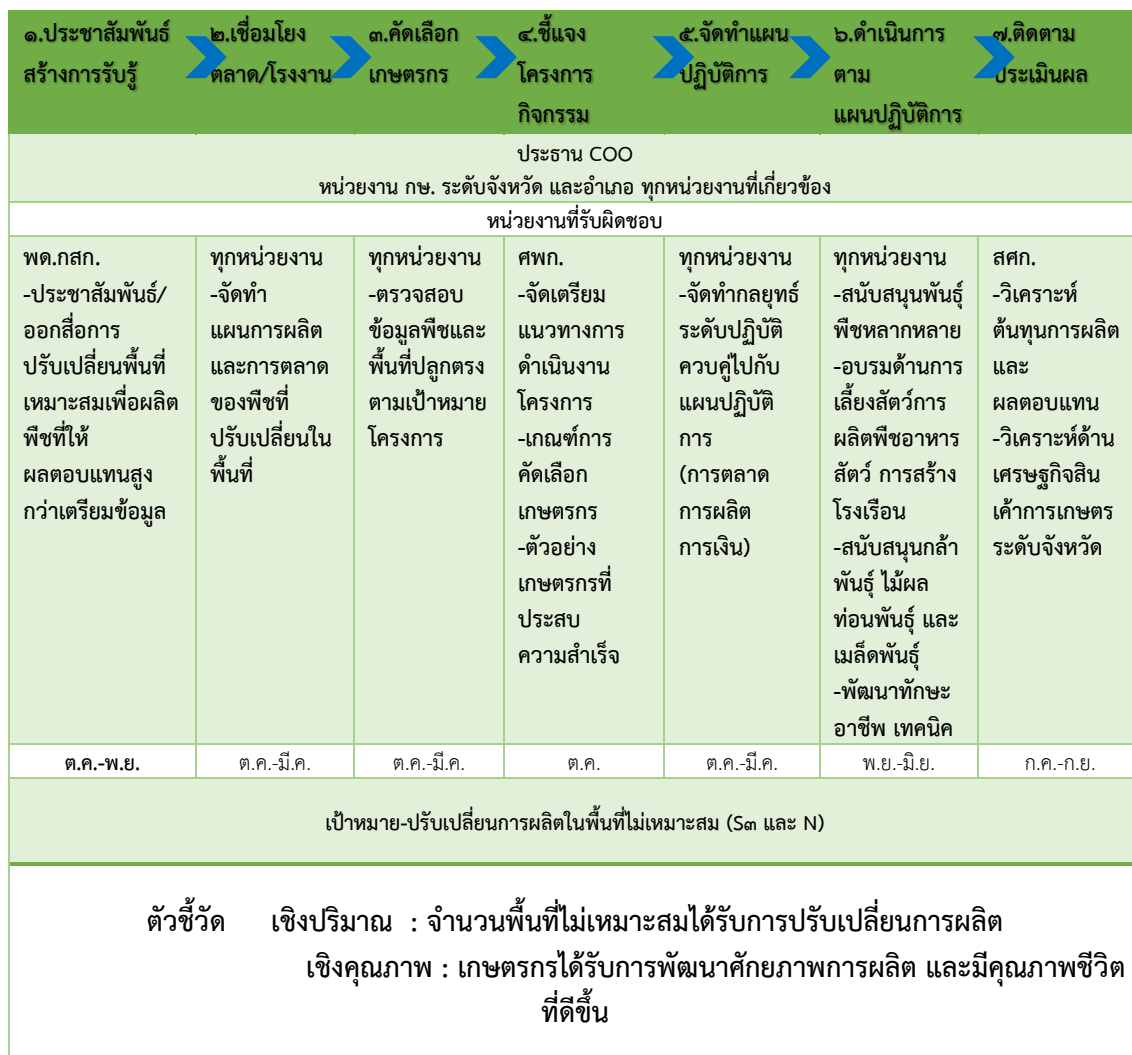 ๑.ประชาสัมพันธ์
สร้างการรับรู้
๒.เชื่อมโยง
ตลาด/โรงงาน
๓.คัดเลือก
เกษตรกร
๔.ชี้แจง
โครงการ
กิจกรรม
๕.จัดทำแผน
ปฏิบัติการ
๖.ดำเนินการ
ตาม
แผนปฏิบัติการ
๗.ติดตาม
ประเมินผล
ประธาน COO
หน่วยงาน กษ. ระดับจังหวัด และอำเภอ ทุกหน่วยงานที่เกี่ยวข้อง
หน่วยงานที่รับผิดชอบ
พด.กสก.
-ประชาสัมพันธ์/
ออกสื่อการ
ปรับเปลี่ยนพื้นที่
เหมาะสมเพื่อผลิต
พืชที่ให้
ผลตอบแทนสูง
กว่าเตรียมข้อมูล
ทุกหน่วยงาน
-จัดทำ
แผนการผลิต
และการตลาด
ของพืชที่
ปรับเปลี่ยนใน
พื้นที่
ทุกหน่วยงาน
-ตรวจสอบ
ข้อมูลพืชและ
พื้นที่ปลูกตรง
ตามเป้าหมาย
โครงการ
ศพก.
-จัดเตรียม
แนวทางการ
ดำเนินงาน
โครงการ
-เกณฑ์การ
คัดเลือก
เกษตรกร
-ตัวอย่าง
เกษตรกรที่
ประสบ
ความสำเร็จ
ทุกหน่วยงาน
-จัดทำกลยุทธ์
ระดับปฏิบัติ
ควบคู่ไปกับ
แผนปฏิบัติ
การ
(การตลาด
การผลิต
การเงิน)
ทุกหน่วยงาน
-สนับสนุนพันธุ์
พืชหลากหลาย
-อบรมด้านการ
เลี้ยงสัตว์การ
ผลิตพืชอาหาร
สัตว์ การสร้าง
โรงเรือน
-สนับสนุนกล้า
พันธุ์ ไม้ผล
ท่อนพันธุ์ และ
เมล็ดพันธุ์
-พัฒนาทักษะ
อาชีพ เทคนิค
สศก.
-วิเคราะห์
ต้นทุนการผลิต
และ
ผลตอบแทน
-วิเคราะห์ด้าน
เศรษฐกิจสิน
เค้าการเกษตร
ระดับจังหวัด
ต.ค.-พ.ย.
ต.ค.-มี.ค.
ต.ค.-มี.ค.
ต.ค.
ต.ค.-มี.ค.
พ.ย.-มิ.ย.
ก.ค.-ก.ย.
เป้าหมาย-ปรับเปลี่ยนการผลิตในพื้นที่ไม่เหมาะสม (S๓ และ N)
ตัวชี้วัด เชิงปริมาณ : จำนวนพื้นที่ไม่เหมาะสมได้รับการปรับเปลี่ยนการผลิต
เชิงคุณภาพ : เกษตรกรได้รับการพัฒนาศักยภาพการผลิต และมีคุณภาพชีวิต
ที่ดีขึ้น